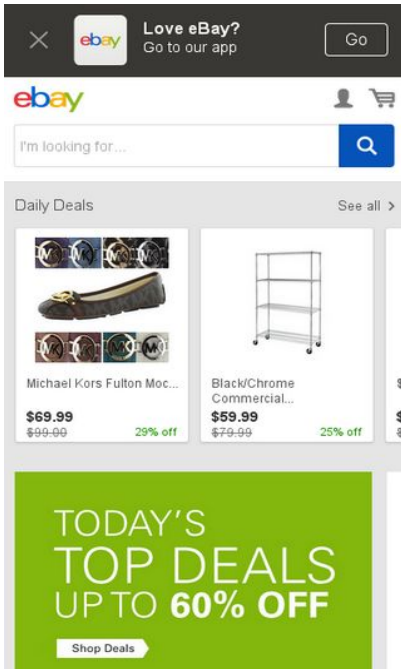 ebay
Love eBay?
Go to our app
Go
ebay
I'm looking for...
Daily Deals
See all >
Michael Kors Fulton Moc...
$69.99
$99.00
29% off
Black/Chrome
Commercial...
$59.99
$79.99
25% off
TODAY'S
TOP DEALS
UP TO 60% OFF
Shop Deals